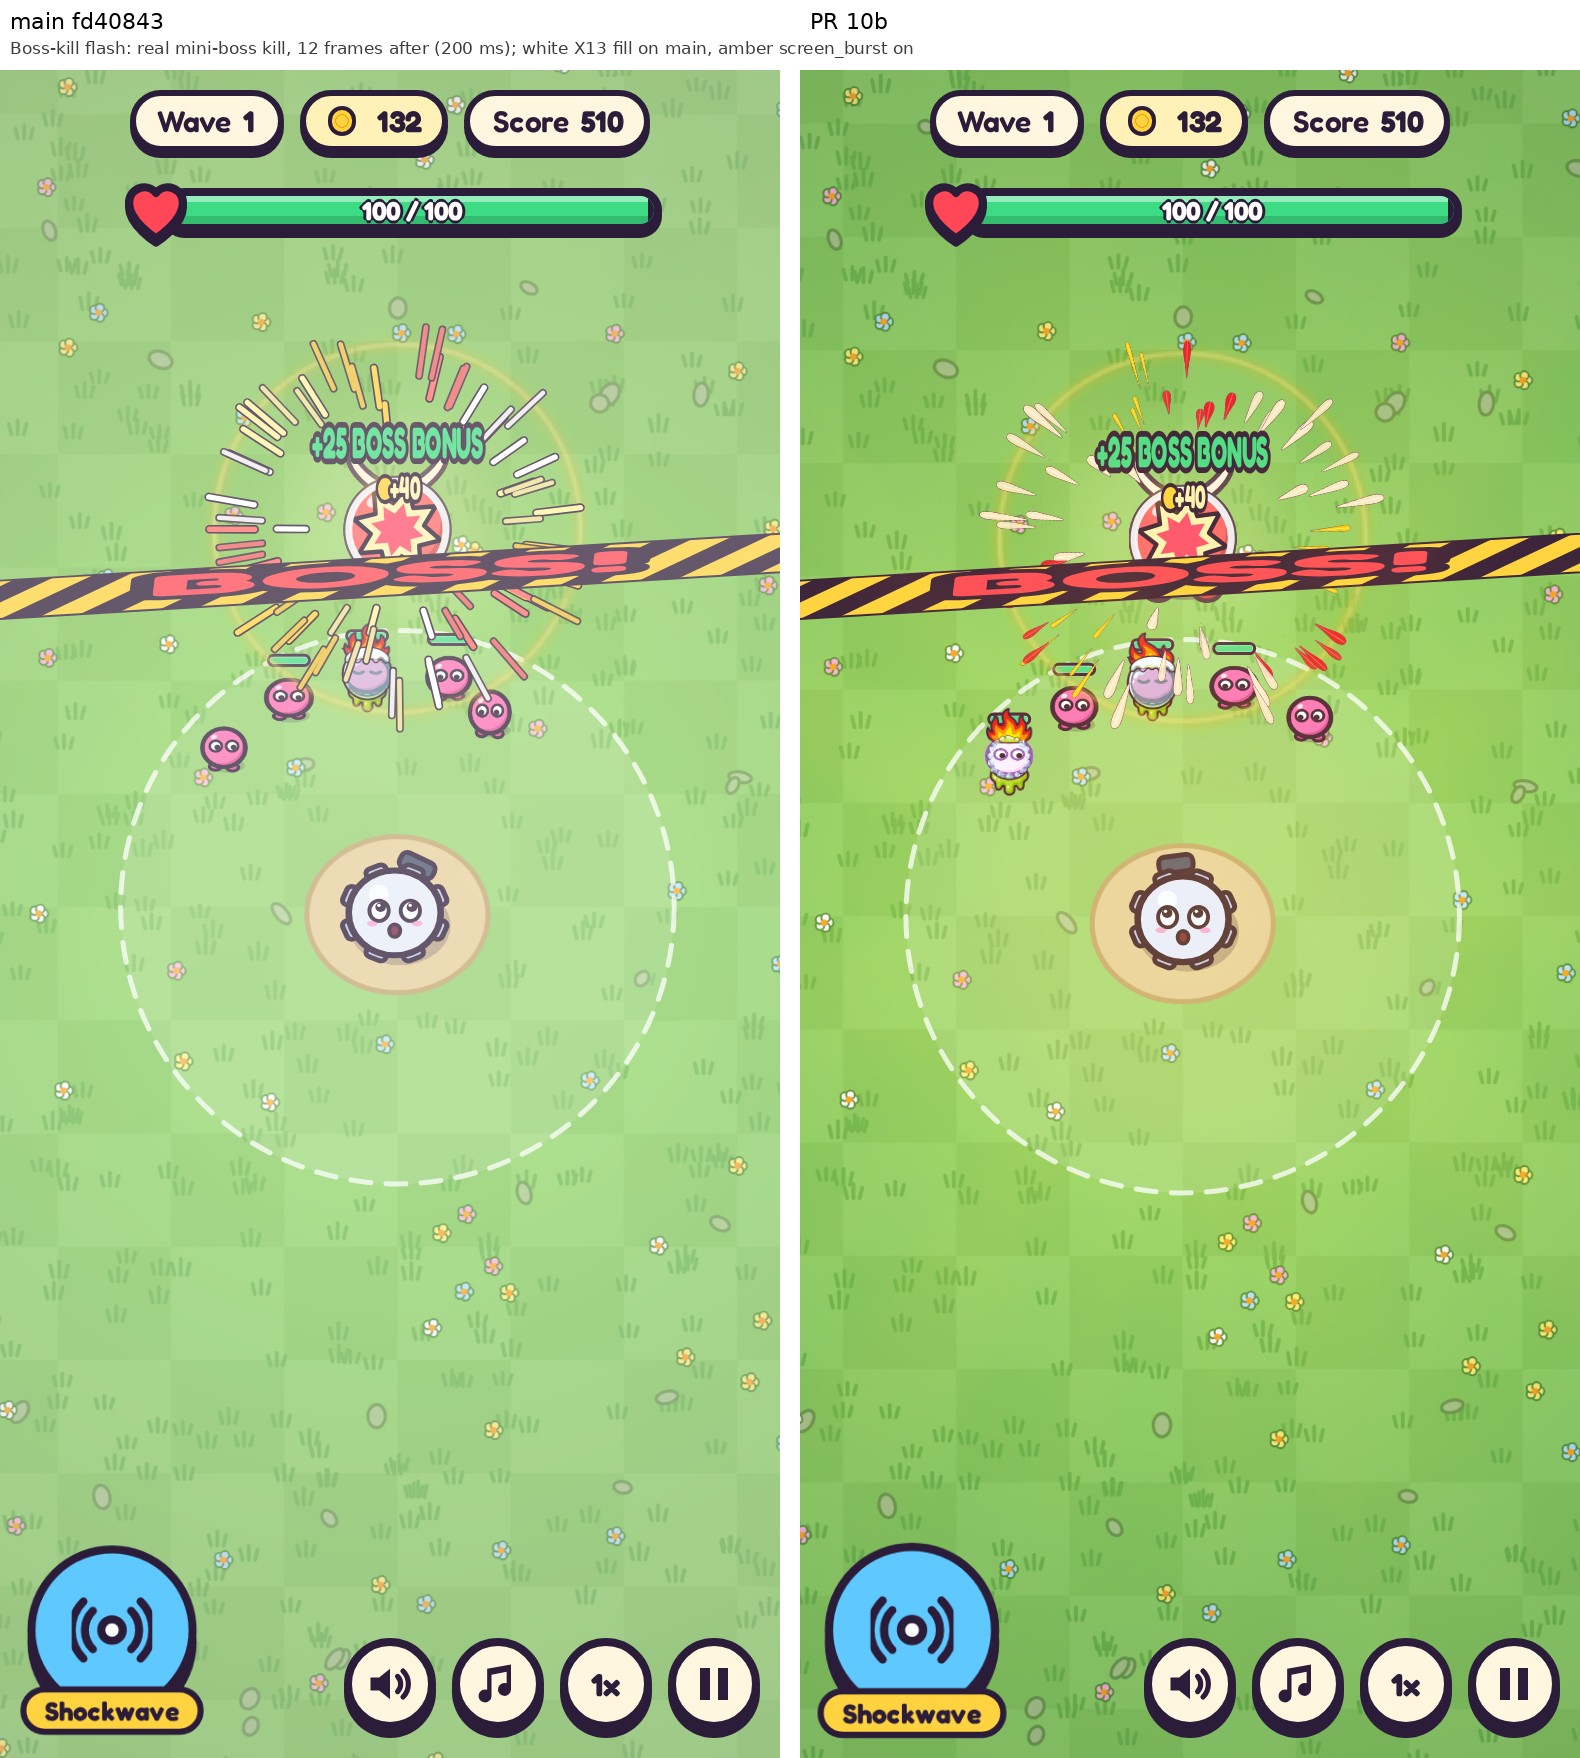 main fd40843
PR 10b
Boss-kill flash: real mini-boss kill, 12 frames after (200 ms); white X13 fill on main, amber screen_burst on
Wave 1
132
Score 510
100/100
+25 BOSS BONUS
+40
BOSS!
Shockwave
1x
Wave 1
132
Score 510
100/100
+25 BOSS BONUS
+40
BOSS!
Shockwave
1x